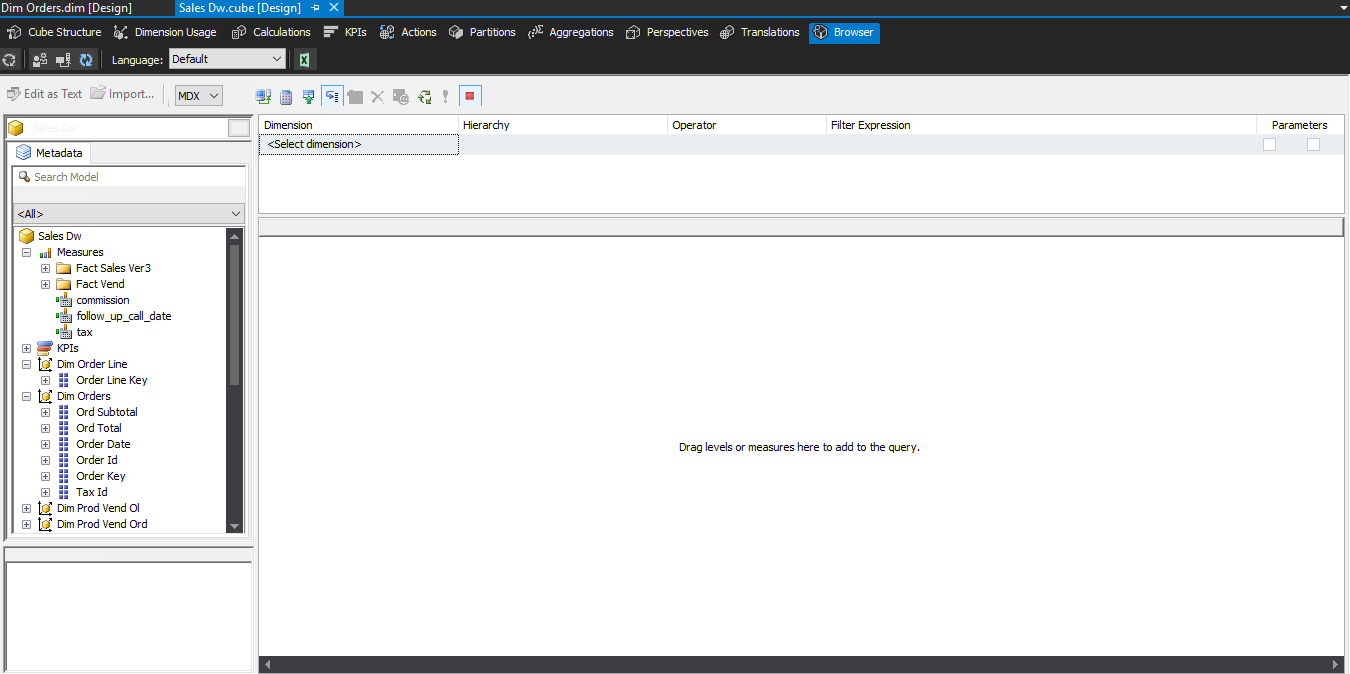 Dim Orders.dim [Design] Sales Dw.cube [Design]
Cube Structure Dimension Usage Calculations KPIs Actions Partitions Aggregations Perspectives Translations Browser
Language: Default
Edit as Text Import... MDX
Sales Dw
Metadata
Search Model
<All>
Sales Dw
Measures
Fact Sales Ver3
Fact Vend
commission
follow_up_call_date
tax
KPIs
Dim Order Line
Order Line Key
Dim Orders
Ord Subtotal
Ord Total
Order Date
Order Id
Order Key
Tax Id
Dim Prod Vend Ol
Dim Prod Vend Ord
Dimension Hierarchy Operator Filter Expression Parameters
<Select dimension>
Drag levels or measures here to add to the query.